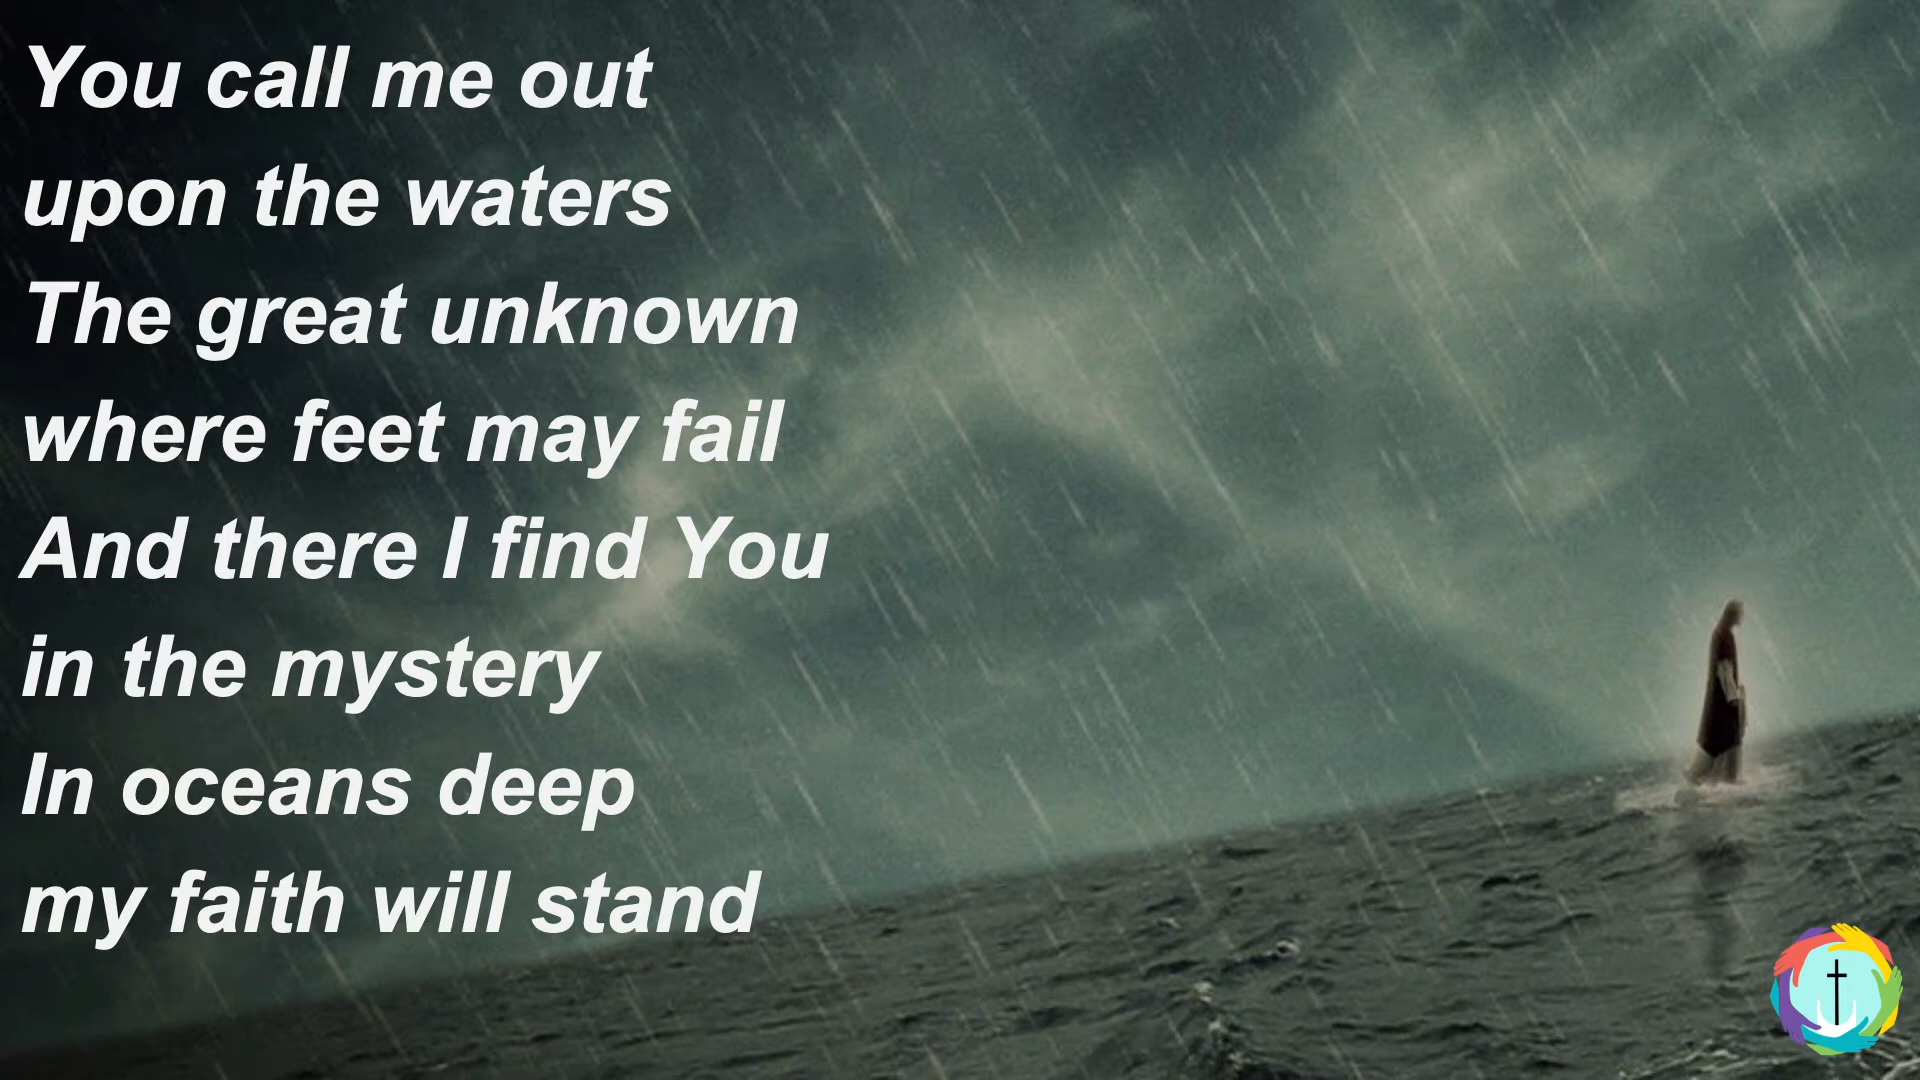 You call me out
upon the waters
The great unknown
where feet may fail
And there I find You
in the mystery
In oceans deep
my faith will stand